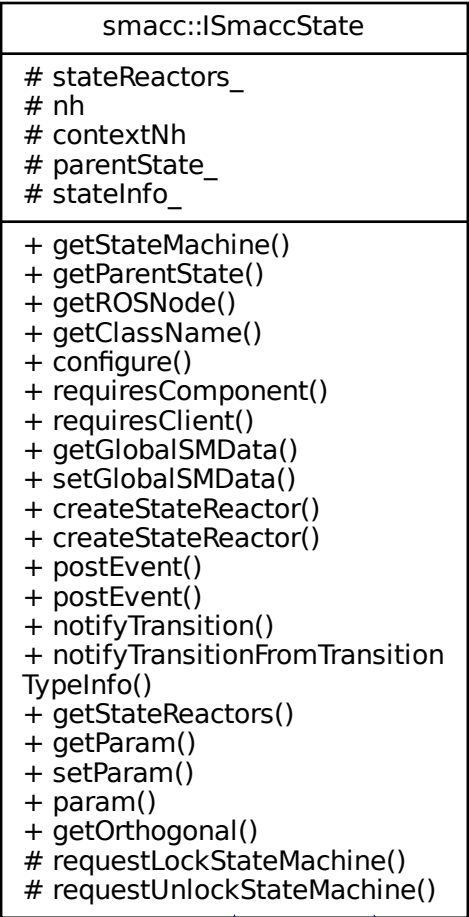 smacc::ISmaccState
# stateReactors_
# nh
# contextNh
# parentState_
# stateInfo_
+ getStateMachine()
+ getParentState()
+ getROSNode()
+ getClassName()
+ configure()
+ requiresComponent()
+ requiresClient()
+ getGlobalSMData()
+ setGlobalSMData()
+ createStateReactor()
+ createStateReactor()
+ postEvent()
+ postEvent()
+ notifyTransition()
+ notifyTransitionFromTransition
TypeInfo()
+ getStateReactors()
+ getParam()
+ setParam()
+ param()
+ getOrthogonal()
# requestLockStateMachine()
# requestUnlockStateMachine()